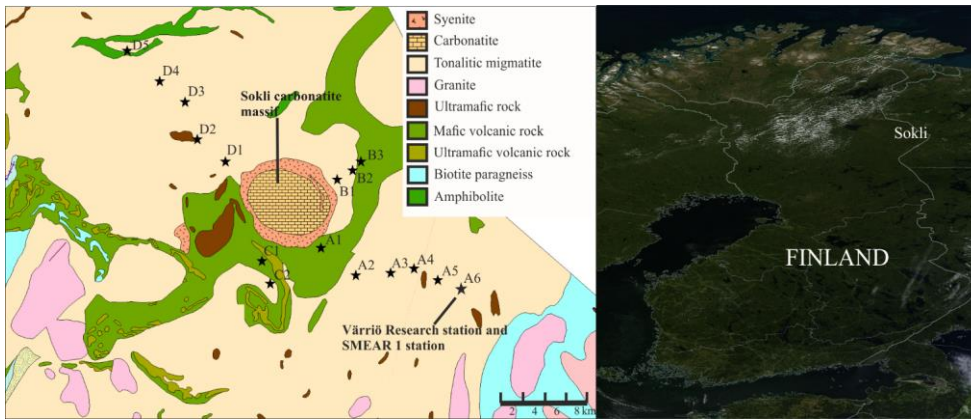 D5
D4
D3
D2
D1
Sokli carbonatite
massif
B3
B2
B1
A1
C1
2
A2
A3
A4
A5
A6
Värriö Research station and
SMEAR 1 station
Syenite
Carbonatite
Tonalitic migmatite
Granite
Ultramafic rock
Mafic volcanic rock
Ultramafic volcanic rock
Biotite paragneiss
Amphibolite
2 4 6 8 km
Sokli
FINLAND